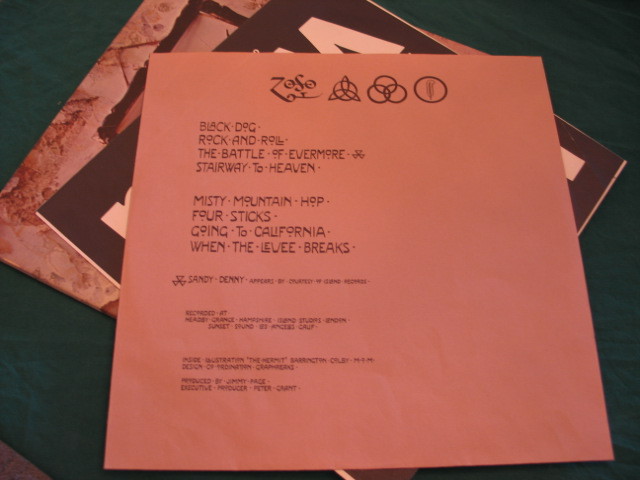 ZOSO
BLACK·DOG·
ROCK·AND·ROLL·
THE·BATTLE·OF·EVERMORE·
STAIRWAY·TO·HEAVEN·
MISTY·MOUNTAIN·HOP·
FOUR·STICKS·
GOING·TO·CALIFORNIA·
WHEN·THE·LEVEE·BREAKS·
SANDY·DENNY·APPEARS·BY·COURTESY·OF·ISLAND·RECORDS·
RECORDED·AT:
HEADLEY·GRANGE·HAMPSHIRE·ISLAND·STUDIOS·LONDON·
SUNSET·SOUND·LOS·ANGELES·CALIF·
INSIDE·ILLUSTRATION·"THE·HERMIT"·BARRINGTON·COLBY·M·O·M·
DESIGN·OF·GRAPHREAKS·
PRODUCED·BY·JIMMY·PAGE·
EXECUTIVE·PRODUCER·PETER·GRANT·